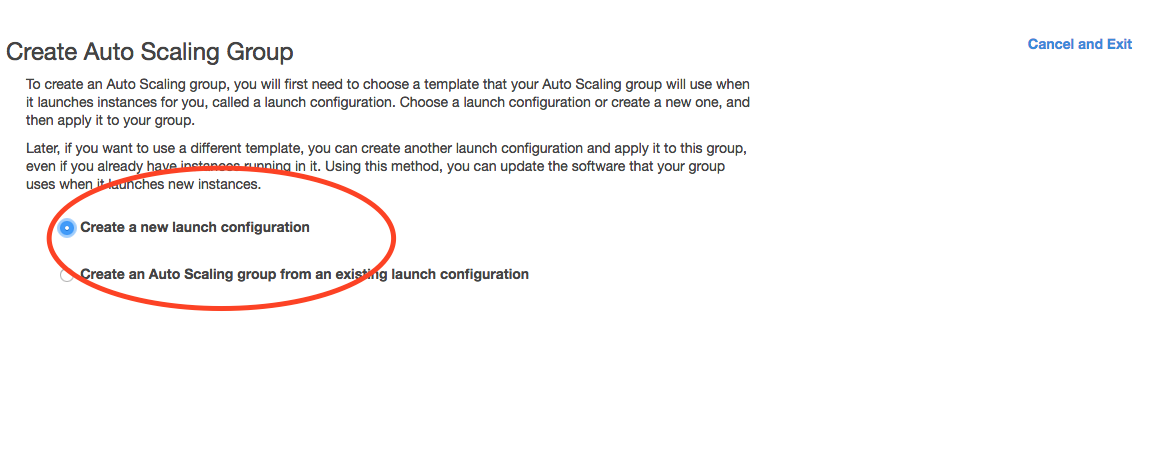 Cancel and Exit
Create Auto Scaling Group
To create an Auto Scaling group, you will first need to choose a template that your Auto Scaling group will use when
it launches instances for you, called a launch configuration. Choose a launch configuration or create a new one, and
then apply it to your group.
Later, if you want to use a different template, you can create another launch configuration and apply it to this group,
even if you already have instances running in it. Using this method, you can update the software that your group
uses when it launches new instances.
Create a new launch configuration
Create an Auto Scaling group from an existing launch configuration